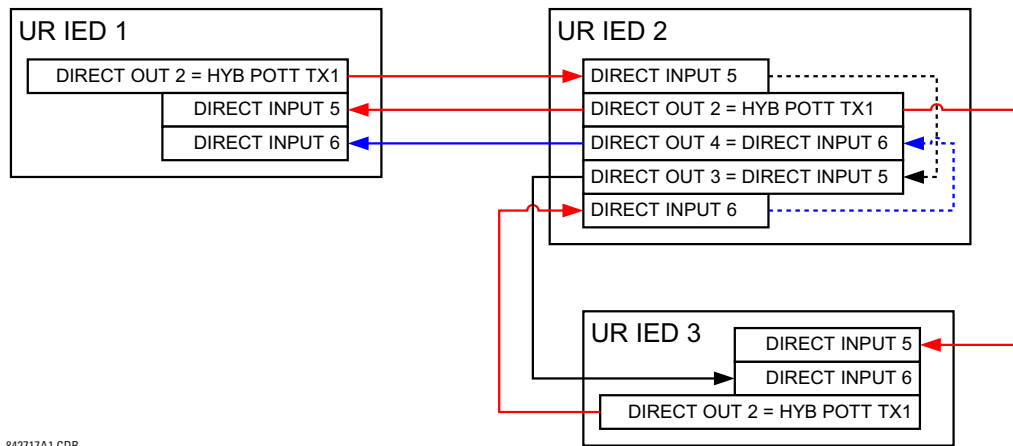 UR IED 1
DIRECT OUT 2 = HYB POTT TX1
DIRECT INPUT 5
DIRECT INPUT 6
UR IED 2
DIRECT INPUT 5
DIRECT OUT 2 = HYB POTT TX1
DIRECT OUT 4 = DIRECT INPUT 6
DIRECT OUT 3 = DIRECT INPUT 5
DIRECT INPUT 6
UR IED 3
DIRECT INPUT 5
DIRECT INPUT 6
DIRECT OUT 2 = HYB POTT TX1
842717A1.CDR